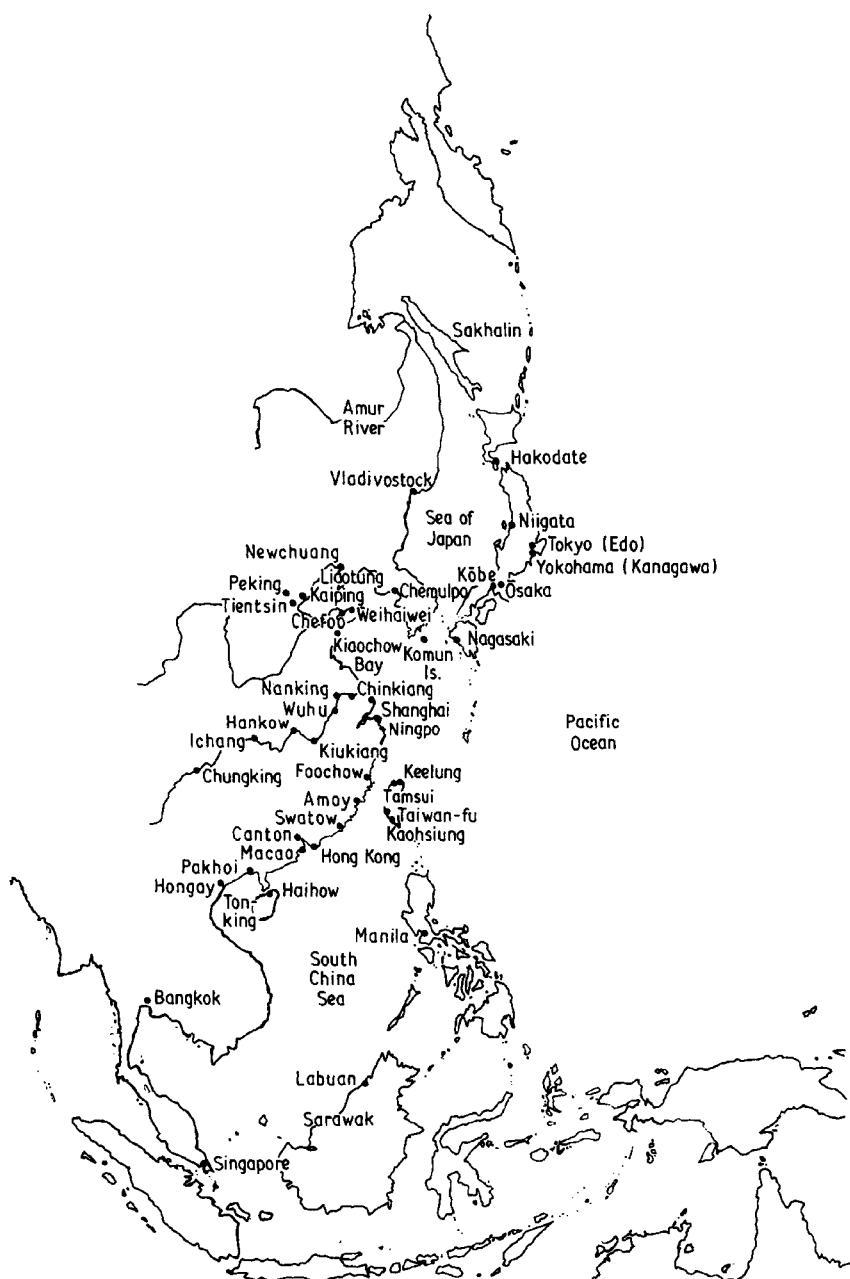 Sakhalin
Amur
River
Hakodate
Vladivostock
Sea of
Japan
Niigata
Tokyo (Edo)
Yokohama (Kanagawa)
Newchuang
Liaotung
Kōbe
Ōsaka
Peking
Kaiping
Chemulpo
Tientsin
Chefoo
Weihaiwei
Kiaochow
Bay
Komun
Is.
Nagasaki
Nanking
Chinkiang
Wuhu
Shanghai
Hankow
Ningpo
Pacific
Ocean
Ichang
Kiukiang
Chungking
Foochow
Keelung
Amoy
Tamsui
Swatow
Taiwan-fu
Canton
Kaohsiung
Macao
Hong Kong
Pakhoi
Hongay
Haihow
Ton-
king
Manila
South
China
Sea
Bangkok
Labuan
Sarawak
Singapore